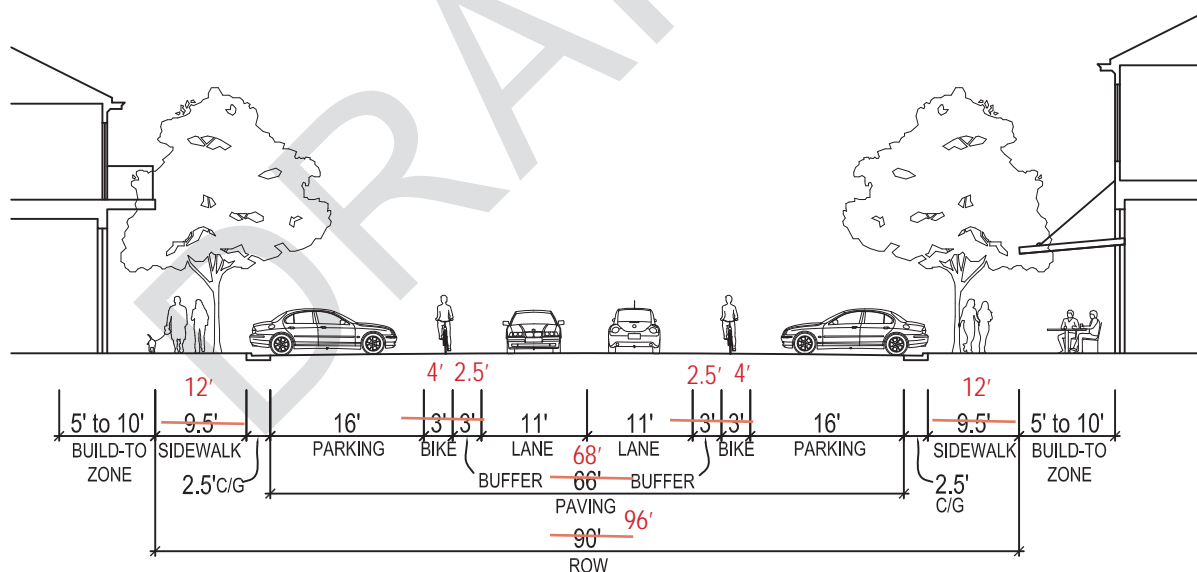 DRAFT
4' 2.5' 2.5' 4'
12' 12'
5' to 10' 9.5' 16' 3' 3' 11' 11' 3' 3' 16' 9.5' 5' to 10'
BUILD-TO ZONE SIDEWALK PARKING BIKE LANE LANE BIKE PARKING SIDEWALK BUILD-TO ZONE
68'
2.5' C/G BUFFER 66' BUFFER 2.5' C/G
PAVING
96'
90'
ROW